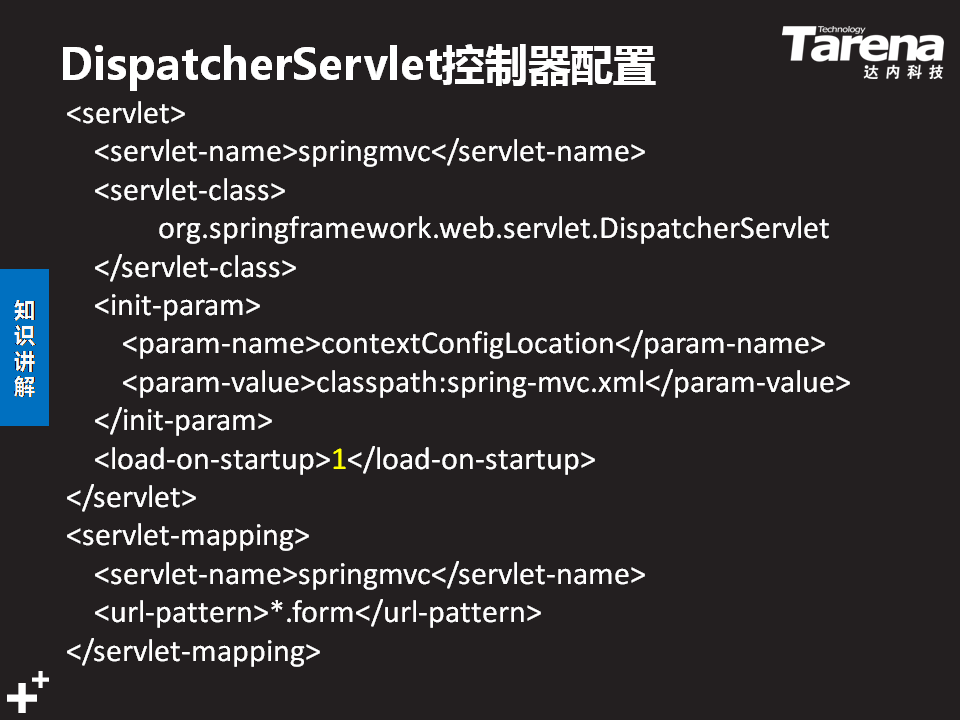 DispatcherServlet控制器配置
Technology
Tarena
达内科技
<servlet>
<servlet-name>springmvc</servlet-name>
<servlet-class>
org.springframework.web.servlet.DispatcherServlet
</servlet-class>
<init-param>
<param-name>contextConfigLocation</param-name>
<param-value>classpath:spring-mvc.xml</param-value>
</init-param>
<load-on-startup>1</load-on-startup>
</servlet>
<servlet-mapping>
<servlet-name>springmvc</servlet-name>
<url-pattern>*.form</url-pattern>
</servlet-mapping>
知识讲解